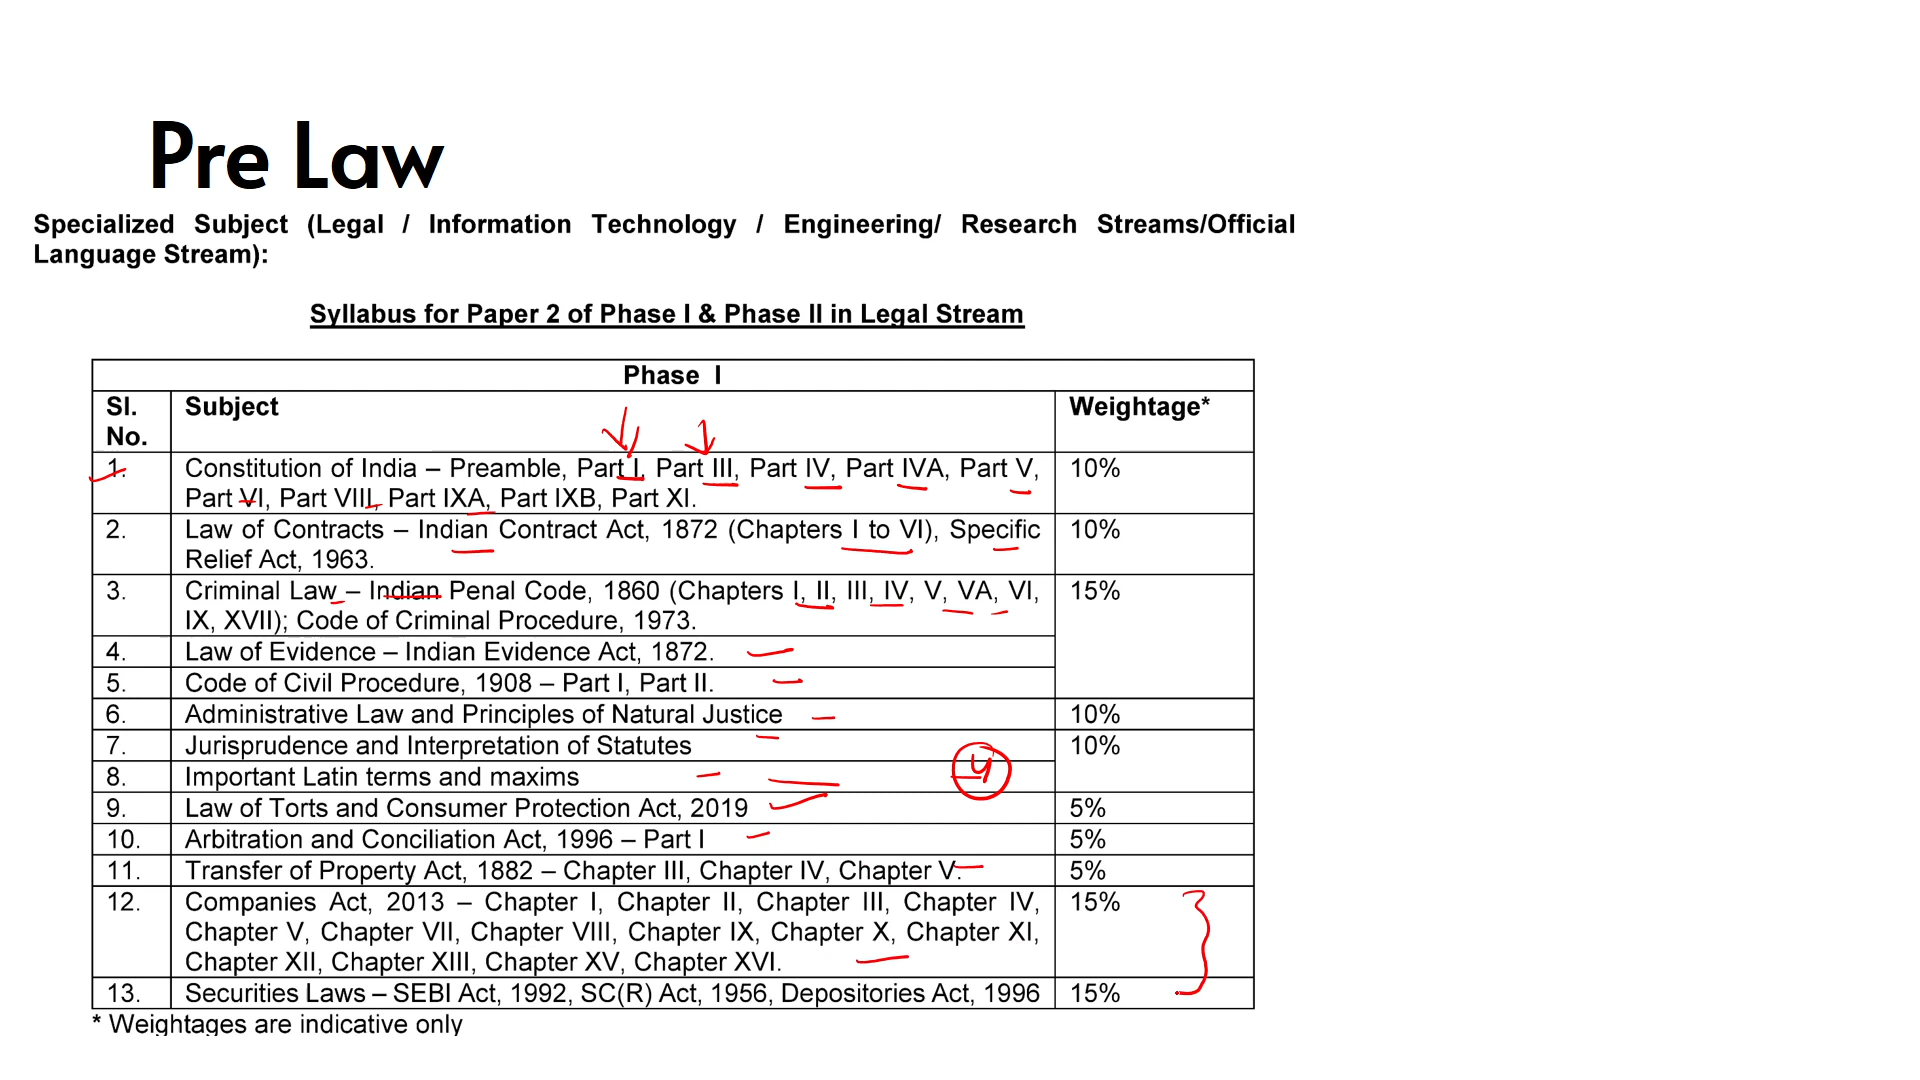 Pre Law
Specialized Subject (Legal / Information Technology / Engineering/ Research Streams/Official
Language Stream):
Syllabus for Paper 2 of Phase I & Phase II in Legal Stream
Phase I
Sl. No. Subject Weightage*
1. Constitution of India – Preamble, Part I, Part III, Part IV, Part IVA, Part V, 10%
Part VI, Part VIII, Part IXA, Part IXB, Part XI.
2. Law of Contracts – Indian Contract Act, 1872 (Chapters I to VI), Specific 10%
Relief Act, 1963.
3. Criminal Law – Indian Penal Code, 1860 (Chapters I, II, III, IV, V, VA, VI, 15%
IX, XVII); Code of Criminal Procedure, 1973.
4. Law of Evidence – Indian Evidence Act, 1872.
5. Code of Civil Procedure, 1908 – Part I, Part II.
6. Administrative Law and Principles of Natural Justice 10%
7. Jurisprudence and Interpretation of Statutes 10%
8. Important Latin terms and maxims
4
9. Law of Torts and Consumer Protection Act, 2019 5%
10. Arbitration and Conciliation Act, 1996 – Part I 5%
11. Transfer of Property Act, 1882 – Chapter III, Chapter IV, Chapter V. 5%
12. Companies Act, 2013 – Chapter I, Chapter II, Chapter III, Chapter IV, 15%
Chapter V, Chapter VII, Chapter VIII, Chapter IX, Chapter X, Chapter XI,
Chapter XII, Chapter XIII, Chapter XV, Chapter XVI.
13. Securities Laws – SEBI Act, 1992, SC(R) Act, 1956, Depositories Act, 1996 15%
* Weightages are indicative only